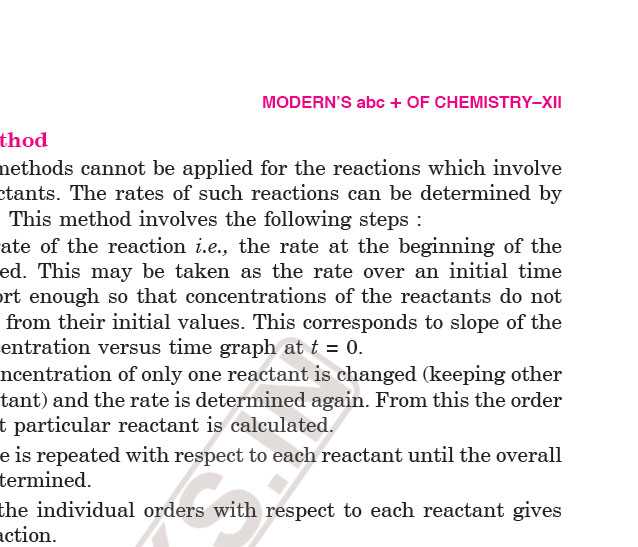 MODERN'S abc + OF CHEMISTRY–XII
thod
methods cannot be applied for the reactions which involve
ctants. The rates of such reactions can be determined by
This method involves the following steps :
ate of the reaction i.e., the rate at the beginning of the
ed. This may be taken as the rate over an initial time
ort enough so that concentrations of the reactants do not
from their initial values. This corresponds to slope of the
entration versus time graph at t = 0.
ncentration of only one reactant is changed (keeping other
tant) and the rate is determined again. From this the order
t particular reactant is calculated.
e is repeated with respect to each reactant until the overall
termined.
the individual orders with respect to each reactant gives
action.
KS.IN